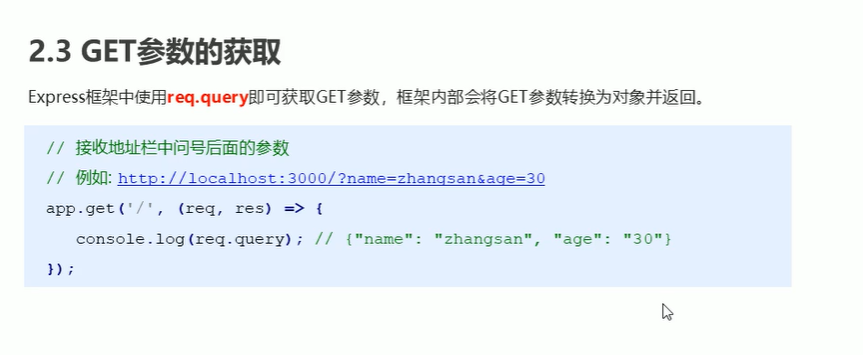 2.3 GET参数的获取
Express框架中使用req.query即可获取GET参数，框架内部会将GET参数转换为对象并返回。
// 接收地址栏中问号后面的参数
// 例如: http://localhost:3000/?name=zhangsan&age=30
app.get('/', (req, res) => {
console.log(req.query); // {"name": "zhangsan", "age": "30"}
});